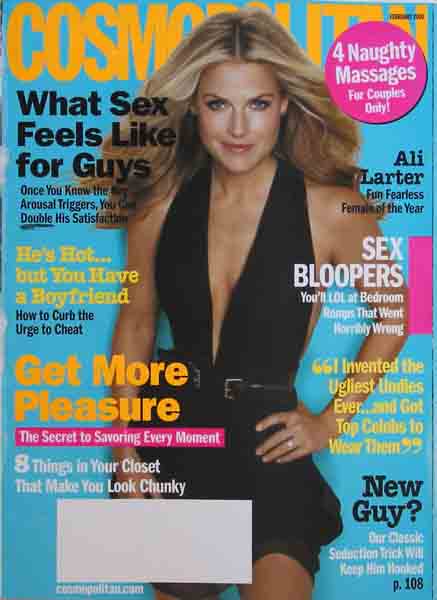 COSMOPOLITAN
FEBRUARY
4 Naughty
Massages
For Couples
Only!
What Sex
Feels Like
for Guys
Once You Know the Key
Arousal Triggers, You Can
Double His Satisfaction
Ali
Larter
Fun Fearless
Female of the Year
He's Hot...
but You Have
a Boyfriend
How to Curb the
Urge to Cheat
SEX
BLOOPERS
You'll LOL at Bedroom
Romps That Went
Horribly Wrong
Get More
Pleasure
The Secret to Savoring Every Moment
“I Invented the
Ugliest Undies
Ever...and Got
Top Celebs to
Wear Them”
8 Things in Your Closet
That Make You Look Chunky
New
Guy?
Our Classic
Seduction Trick Will
Keep Him Hooked
p. 108
cosmopolitan.com